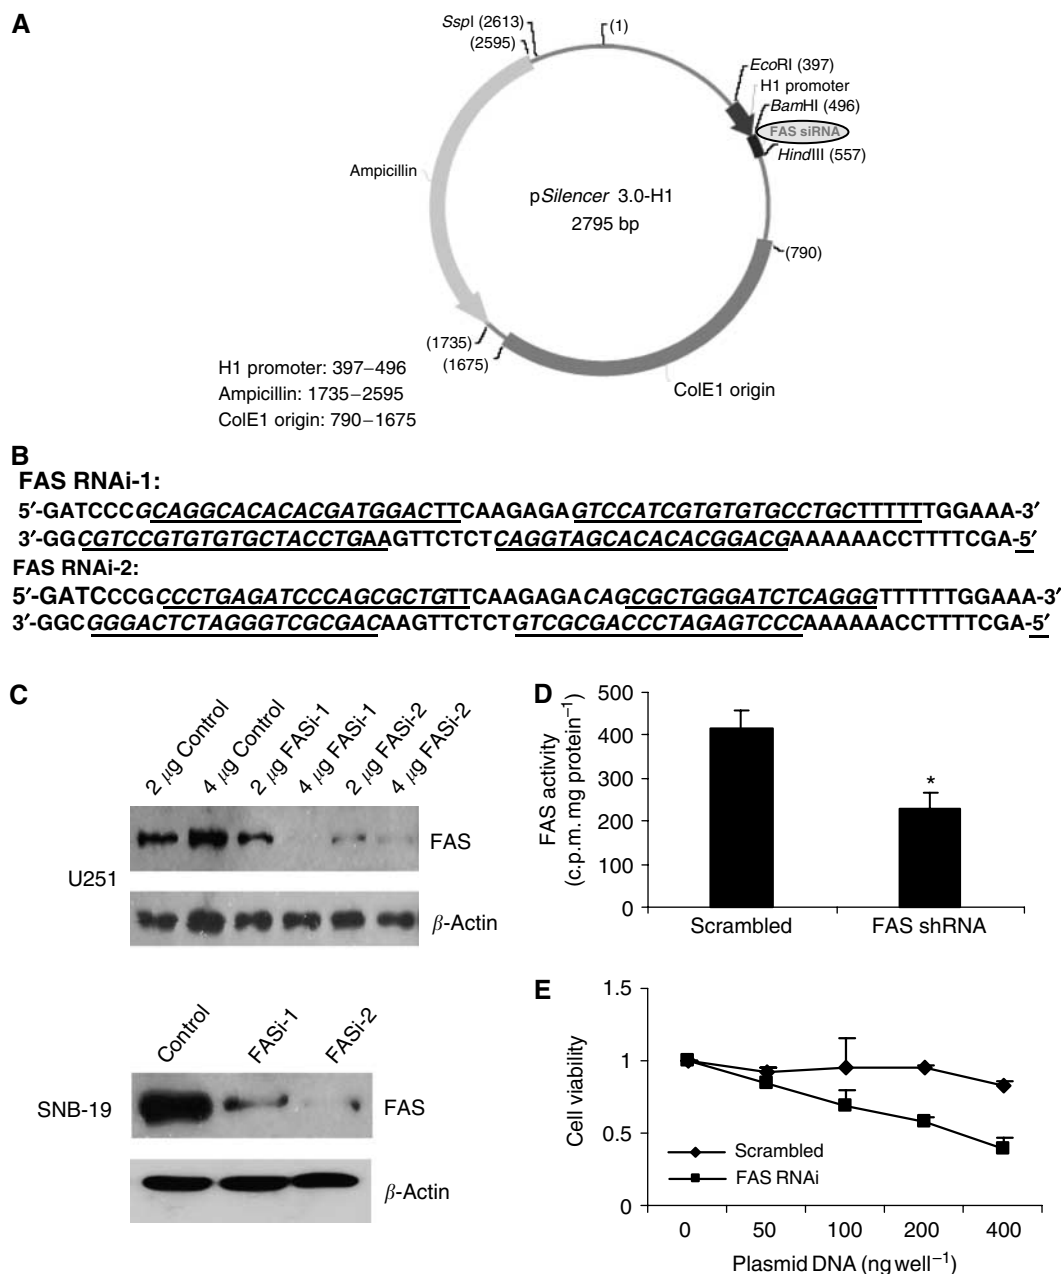 A
SspI (2613)
(2595)
(1)
EcoRI (397)
H1 promoter
BamHI (496)
FAS siRNA
HindIII (557)
Ampicillin
pSilencer 3.0-H1
2795 bp
(790)
(1735)
(1675)
ColE1 origin
H1 promoter: 397–496
Ampicillin: 1735–2595
ColE1 origin: 790–1675
B
FAS RNAi-1:
5′-GATCCCGCAGGCACACACGATGGACTTCAAGAGAGTCCATCGTGTGTGCCTGCTTTTTTGGAAA-3′
3′-GGCGTCCGTGTGTGCTACCTGAAGTTCTCTCAGGTAGCACACACGGACGAAAAAACCTTTTCGA-5′
FAS RNAi-2:
5′-GATCCCGCCCTGAGATCCCAGCGCTGTTCAAGAGACAGCGCTGGGATCTCAGGGTTTTTTGGAAA-3′
3′-GGCGGGACTCTAGGGTCGCGACAAGTTCTCTGTCGCGACCCTAGAGTCCCAAAAAACCTTTTCGA-5′
C
2 μg Control
4 μg Control
2 μg FASi-1
4 μg FASi-1
2 μg FASi-2
4 μg FASi-2
FAS
U251
β-Actin
Control
FASi-1
FASi-2
SNB-19
FAS
β-Actin
D
FAS activity
(c.p.m. mg protein⁻¹)
500
400
300
200
100
0
*
Scrambled
FAS shRNA
E
Cell viability
1.5
1
0.5
0
Scrambled
FAS RNAi
0
50
100
200
400
Plasmid DNA (ng well⁻¹)